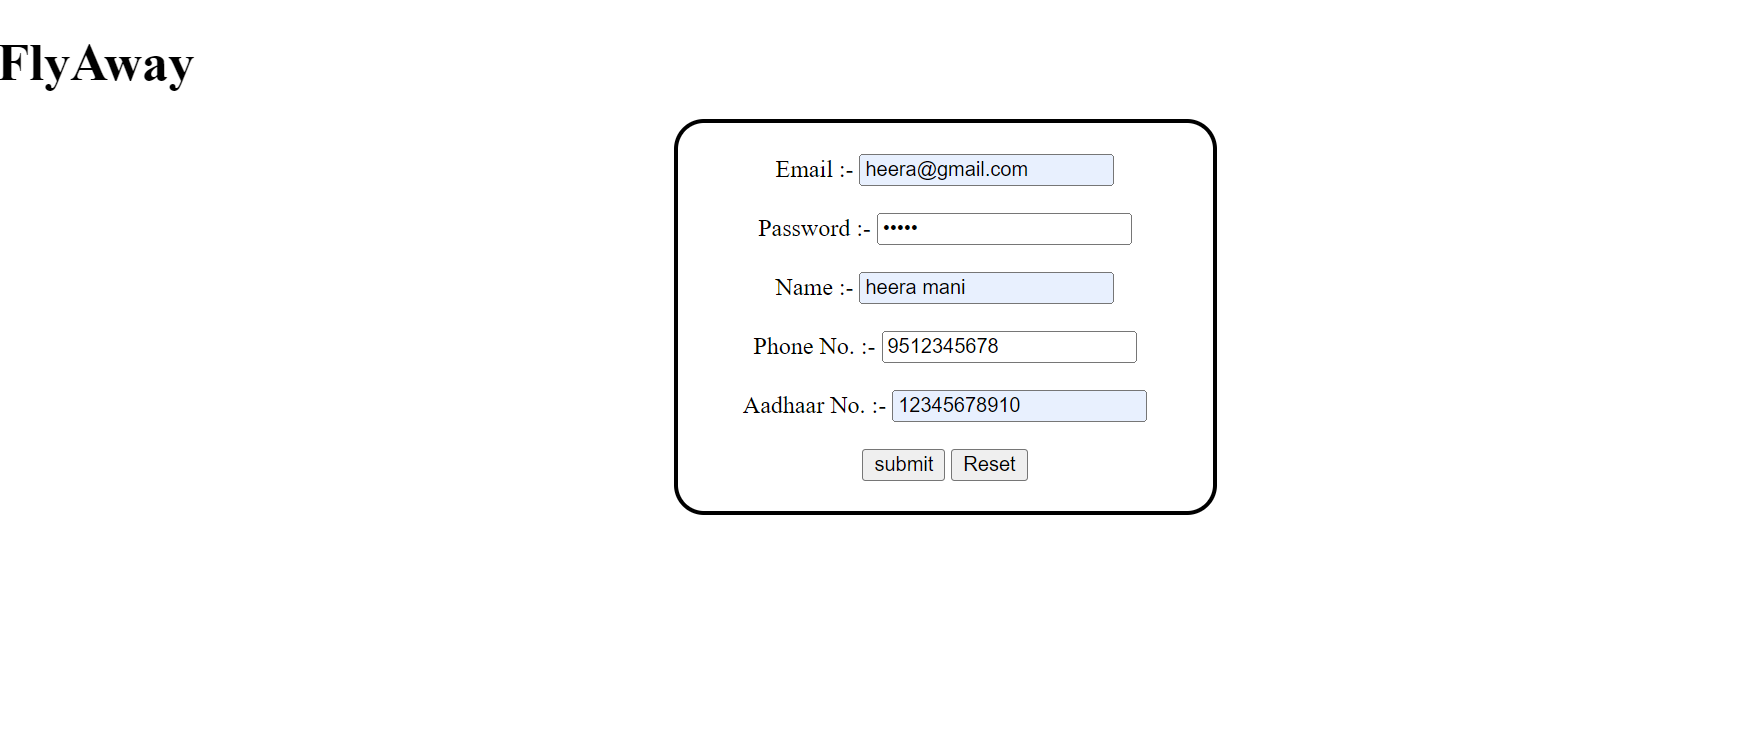 FlyAway
Email :- heera@gmail.com
Password :- •••••
Name :- heera mani
Phone No. :- 9512345678
Aadhaar No. :- 12345678910
submit Reset